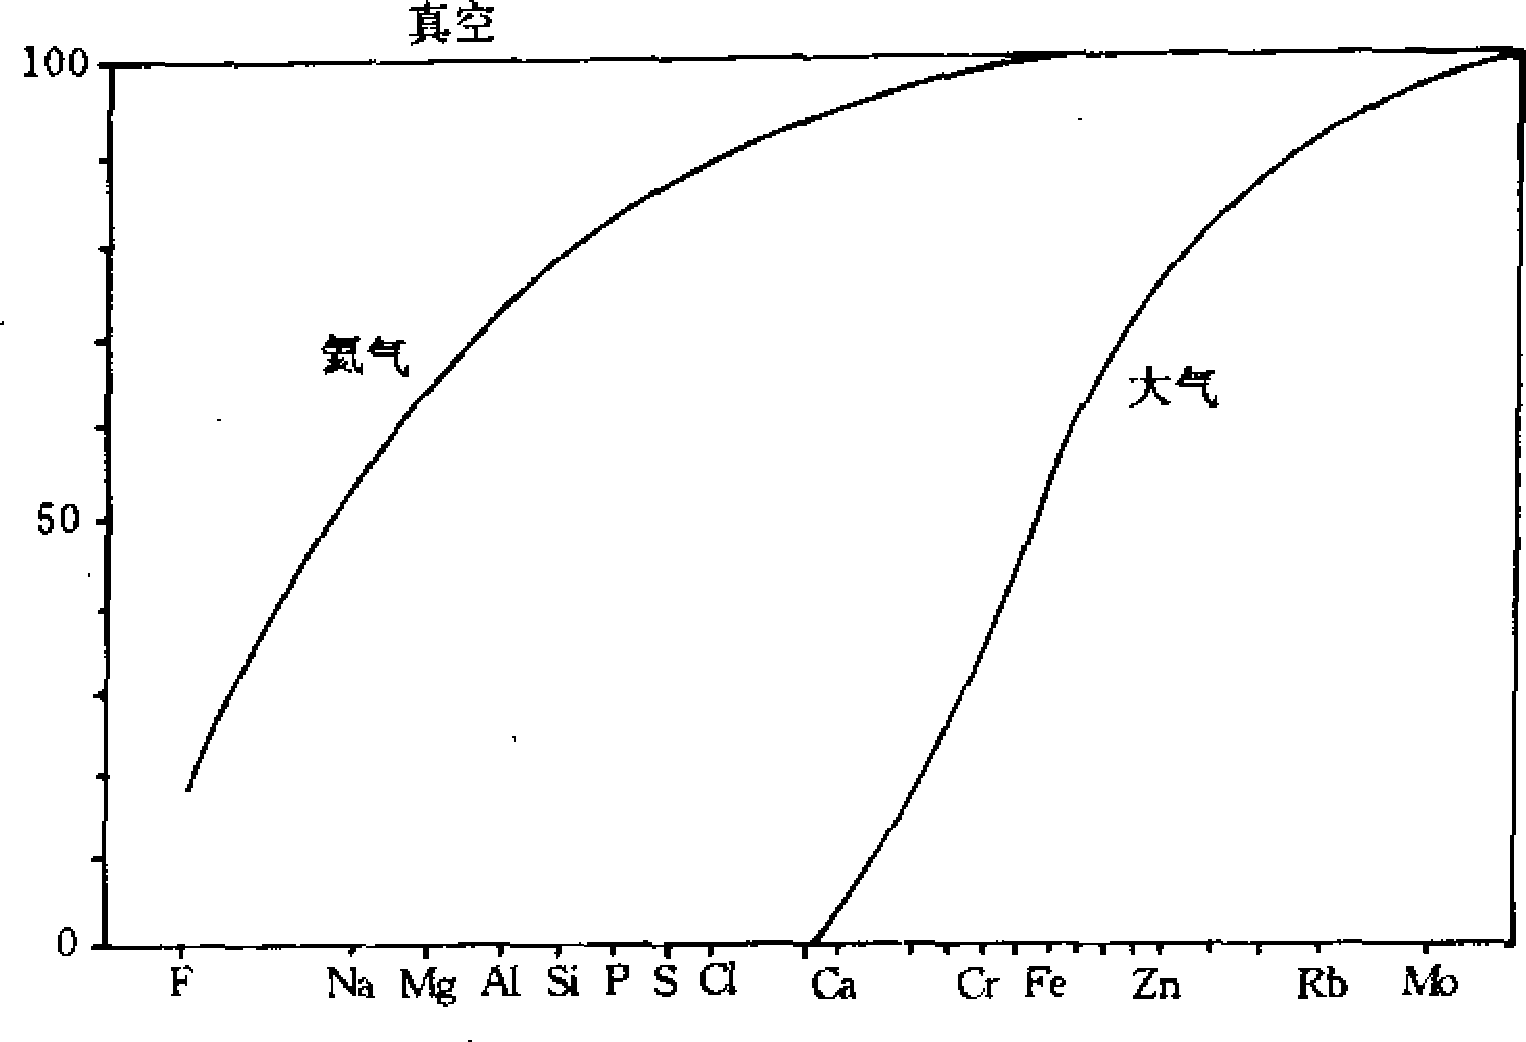 真空
100
氦气
大气
50
0
F Na Mg Al Si P S Cl Ca Cr Fe Zn Rb Mo